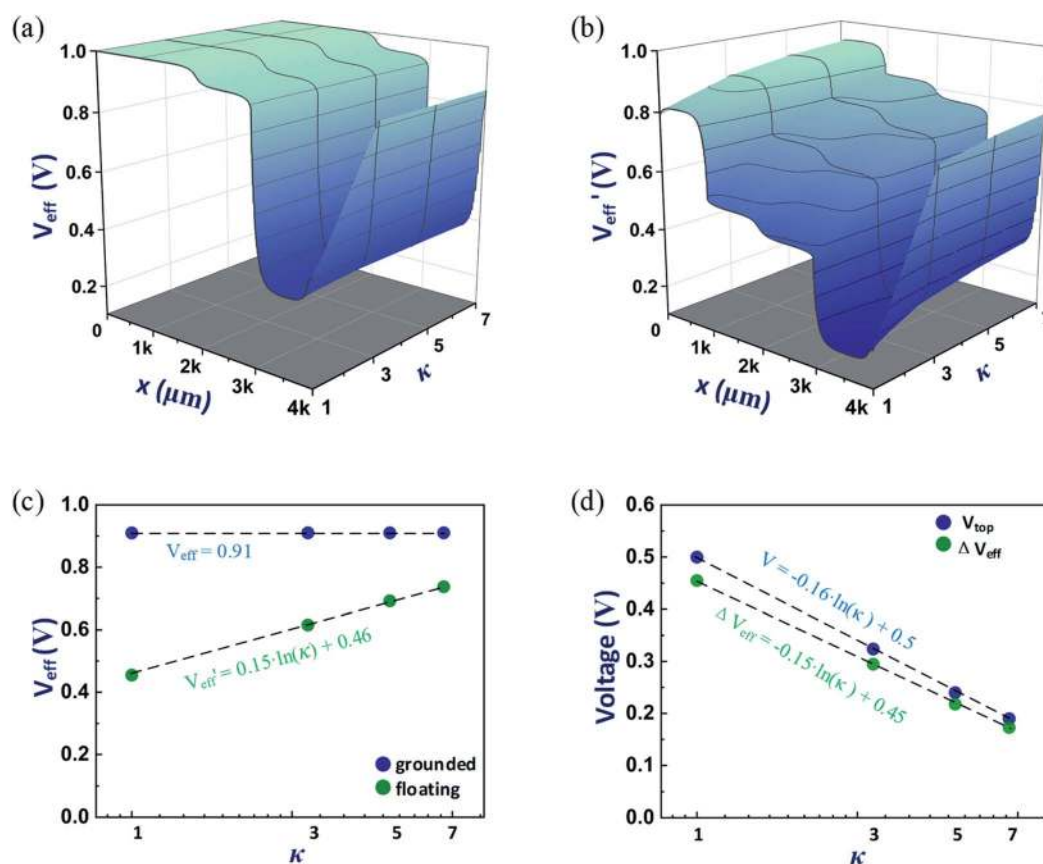 (a)
1.0
0.8
0.6
0.4
0.2
V_eff (V)
0
1k
2k
3k
4k
x (μm)
1
3
5
7
κ
(b)
1.0
0.8
0.6
0.4
0.2
V_eff' (V)
0
1k
2k
3k
4k
x (μm)
1
3
5
κ
(c)
1.0
0.8
0.6
0.4
0.2
0.0
V_eff (V)
V_eff = 0.91
V_eff' = 0.15·ln(κ) + 0.46
grounded
floating
1
3
5
7
κ
(d)
0.6
0.5
0.4
0.3
0.2
0.1
0.0
Voltage (V)
V_top
Δ V_eff
V = -0.16·ln(κ) + 0.5
Δ V_eff = -0.15·ln(κ) + 0.45
1
3
5
7
κ